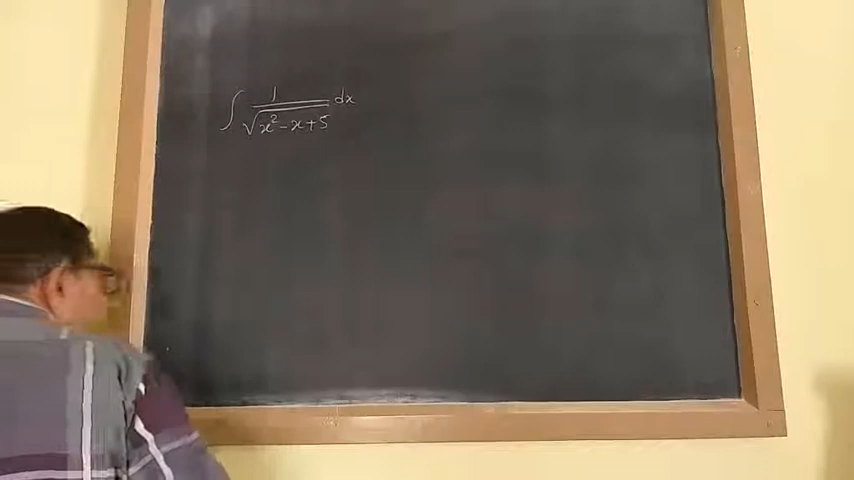 ∫ 1/√(x² - x + 5) dx